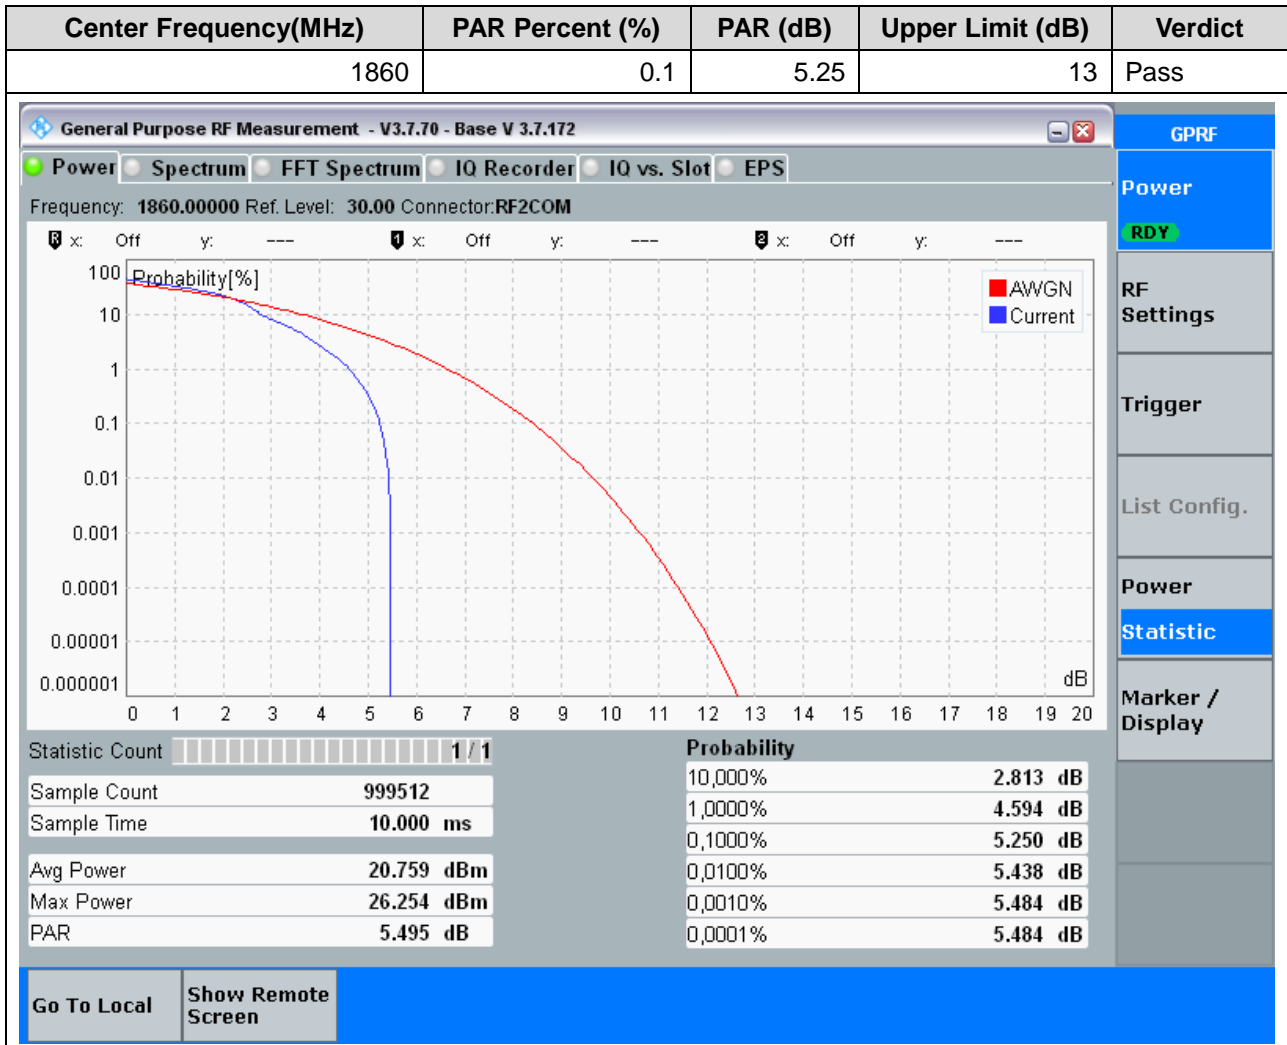 Center Frequency(MHz) PAR Percent (%) PAR (dB) Upper Limit (dB) Verdict
1860 0.1 5.25 13 Pass
General Purpose RF Measurement - V3.7.70 - Base V 3.7.172
GPRF
Power Spectrum FFT Spectrum IQ Recorder IQ vs. Slot EPS
Power
RDY
Frequency: 1860.00000 Ref. Level: 30.00 Connector:RF2COM
R x: Off y: --- 1 x: Off y: --- 2 x: Off y: ---
Probability[%]
AWGN
Current
100
10
1
0.1
0.01
0.001
0.0001
0.00001
0.000001
dB
0 1 2 3 4 5 6 7 8 9 10 11 12 13 14 15 16 17 18 19 20
RF
Settings
Trigger
List Config.
Power
Statistic
Marker /
Display
Statistic Count 1 / 1
Sample Count 999512
Sample Time 10.000 ms
Avg Power 20.759 dBm
Max Power 26.254 dBm
PAR 5.495 dB
Probability
10,000% 2.813 dB
1,0000% 4.594 dB
0,1000% 5.250 dB
0,0100% 5.438 dB
0,0010% 5.484 dB
0,0001% 5.484 dB
Go To Local
Show Remote
Screen